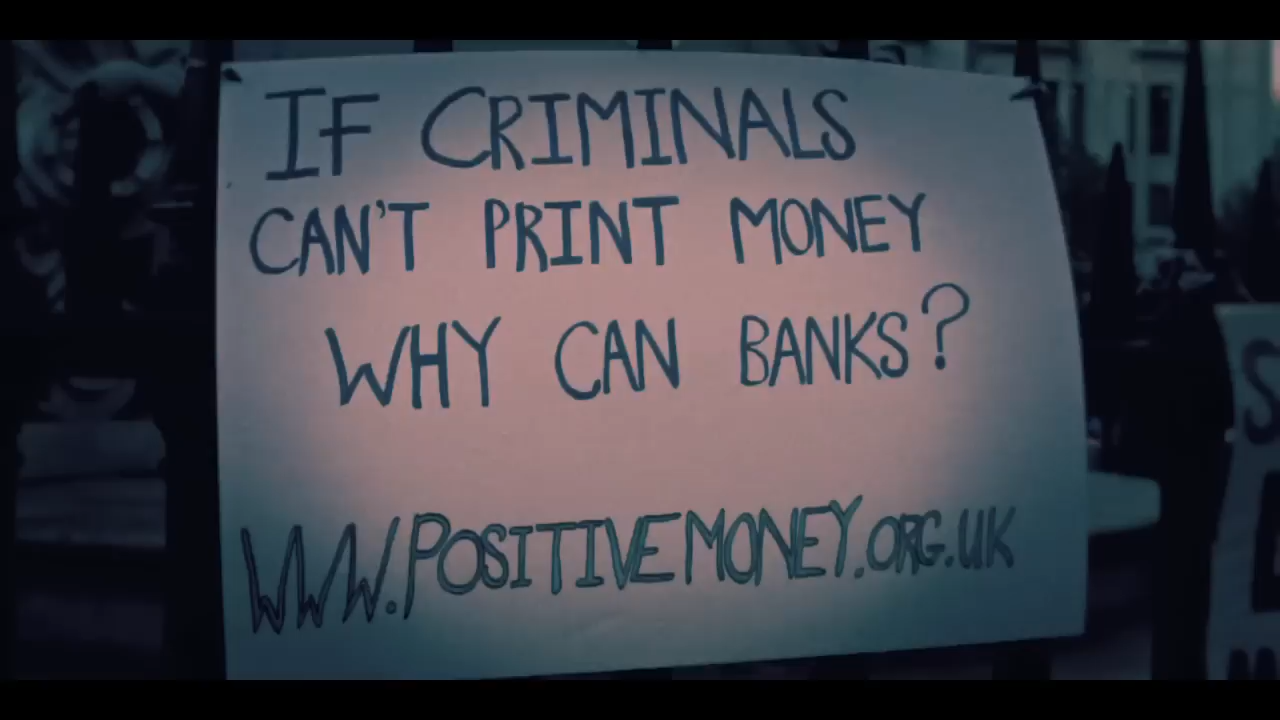 IF CRIMINALS
CAN'T PRINT MONEY
WHY CAN BANKS?
WWW.POSITIVEMONEY.ORG.UK